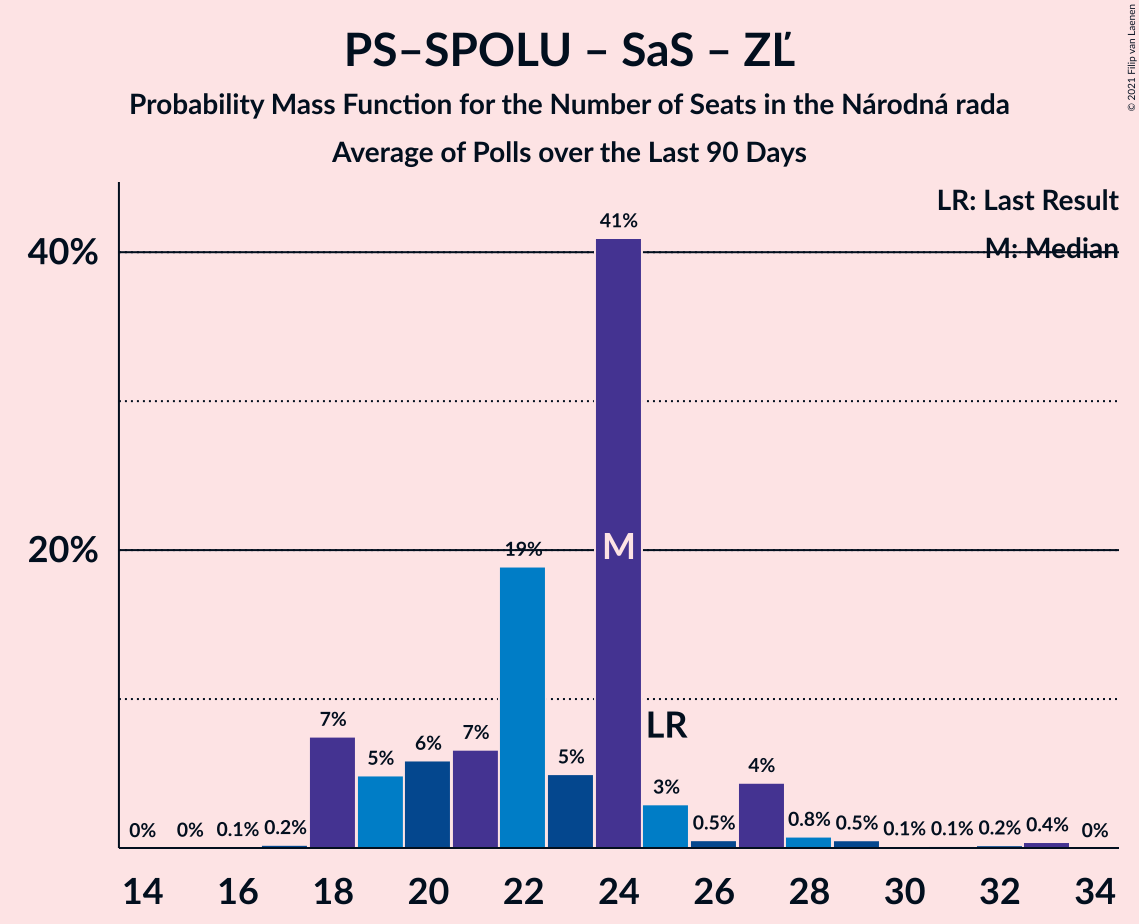 PS–SPOLU – SaS – ZĽ
Probability Mass Function for the Number of Seats in the Národná rada
Average of Polls over the Last 90 Days
© 2021 Filip van Laenen
LR: Last Result
M: Median
40%
20%
0%
0%
0.1%
0.2%
7%
5%
6%
7%
19%
5%
41%
M
3%
LR
0.5%
4%
0.8%
0.5%
0.1%
0.1%
0.2%
0.4%
0%
14 16 18 20 22 24 26 28 30 32 34